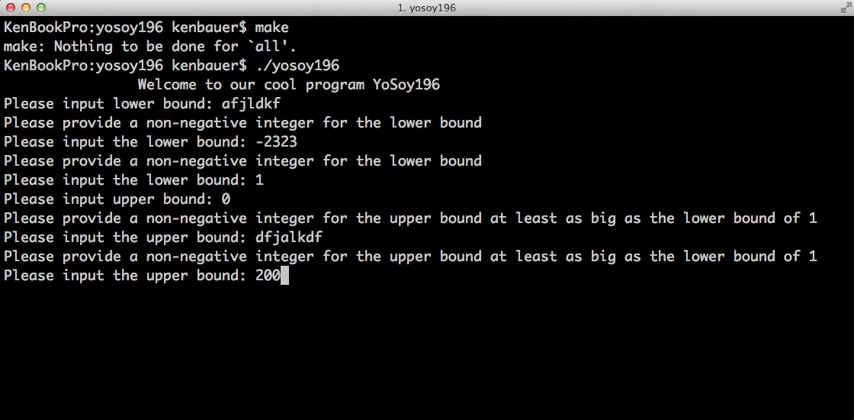 1. yosoy196
KenBookPro:yosoy196 kenbauer$ make
make: Nothing to be done for `all'.
KenBookPro:yosoy196 kenbauer$ ./yosoy196
Welcome to our cool program YoSoy196
Please input lower bound: afjldkf
Please provide a non-negative integer for the lower bound
Please input the lower bound: -2323
Please provide a non-negative integer for the lower bound
Please input the lower bound: 1
Please input upper bound: 0
Please provide a non-negative integer for the upper bound at least as big as the lower bound of 1
Please input the upper bound: dfjalkdf
Please provide a non-negative integer for the upper bound at least as big as the lower bound of 1
Please input the upper bound: 200